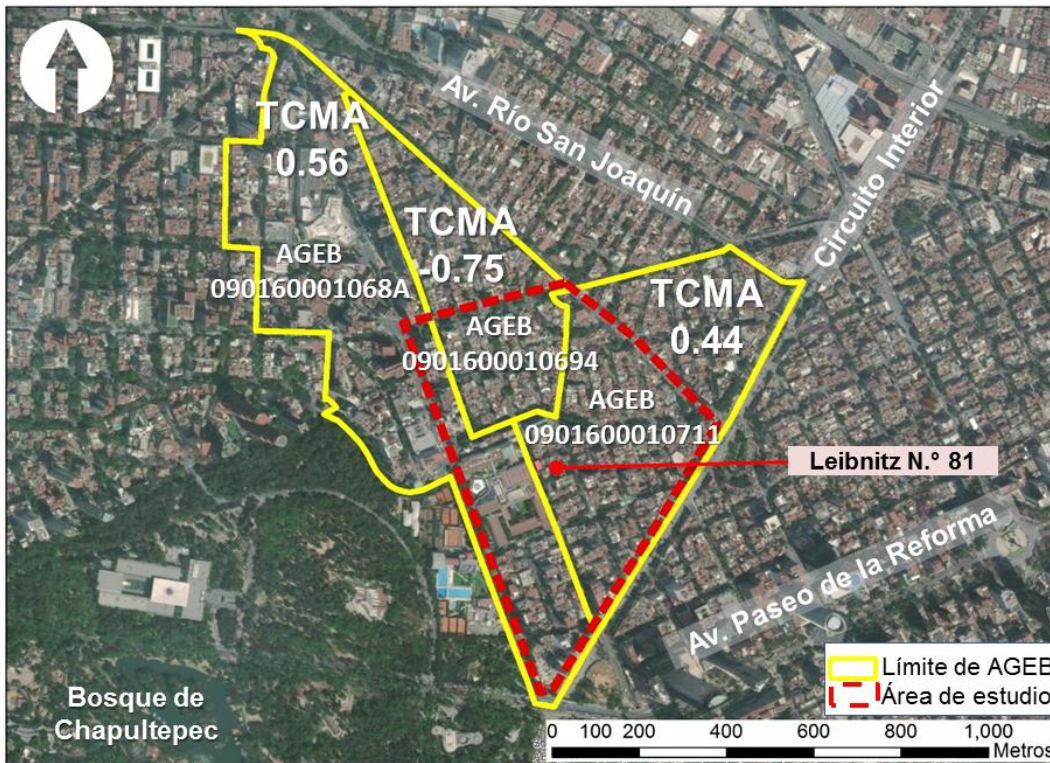 Av. Río San Joaquín
Circuito Interior
TCMA
0.56
TCMA
-0.75
TCMA
0.44
AGEB
090160001068A
AGEB
0901600010694
AGEB
0901600010711
Leibnitz N.° 81
Av. Paseo de la Reforma
Bosque de
Chapultepec
Límite de AGEB
Área de estudio
0 100 200 400 600 800 1,000
Metros